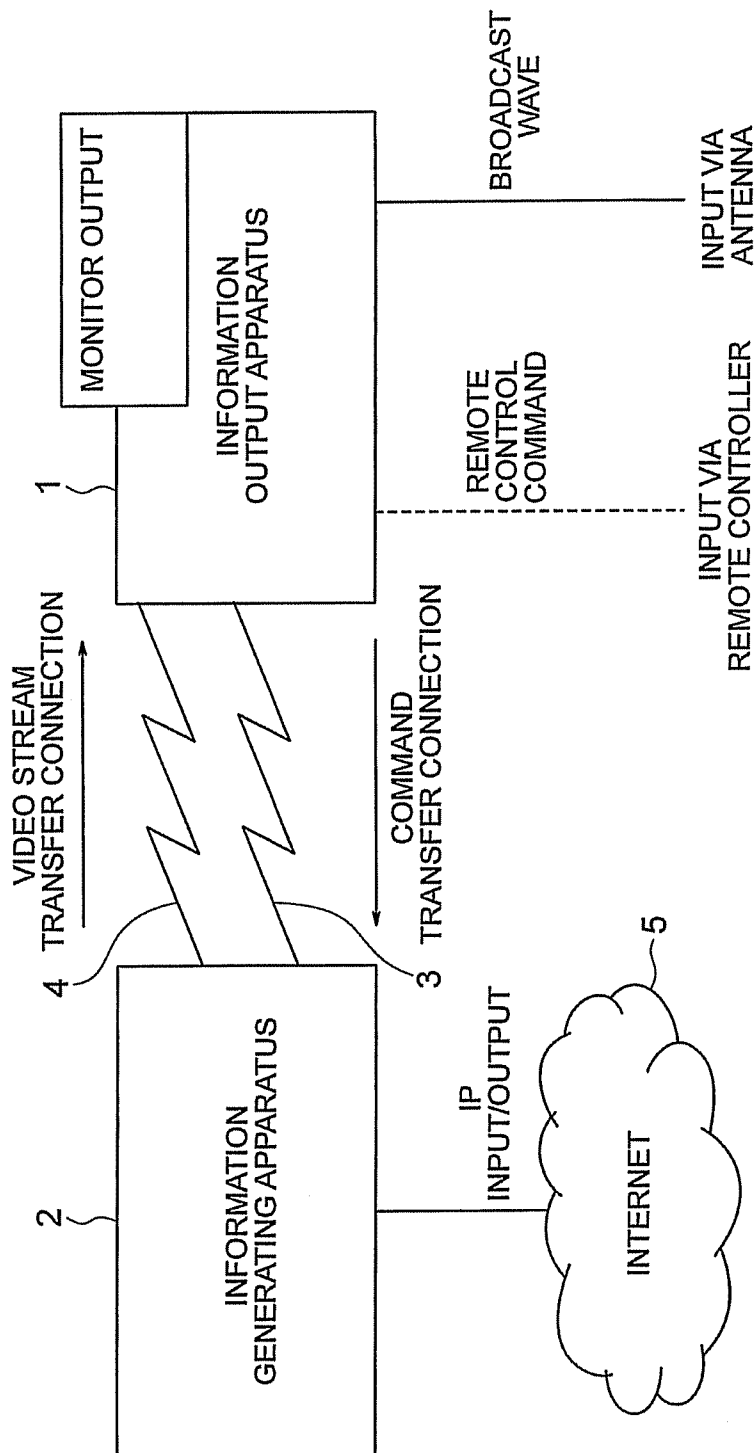 VIDEO STREAM
TRANSFER CONNECTION
MONITOR OUTPUT
1
INFORMATION
OUTPUT APPARATUS
4
3
2
INFORMATION
GENERATING APPARATUS
COMMAND
TRANSFER CONNECTION
REMOTE
CONTROL
COMMAND
BROADCAST
WAVE
IP
INPUT/OUTPUT
5
INTERNET
INPUT VIA
REMOTE CONTROLLER
INPUT VIA
ANTENNA